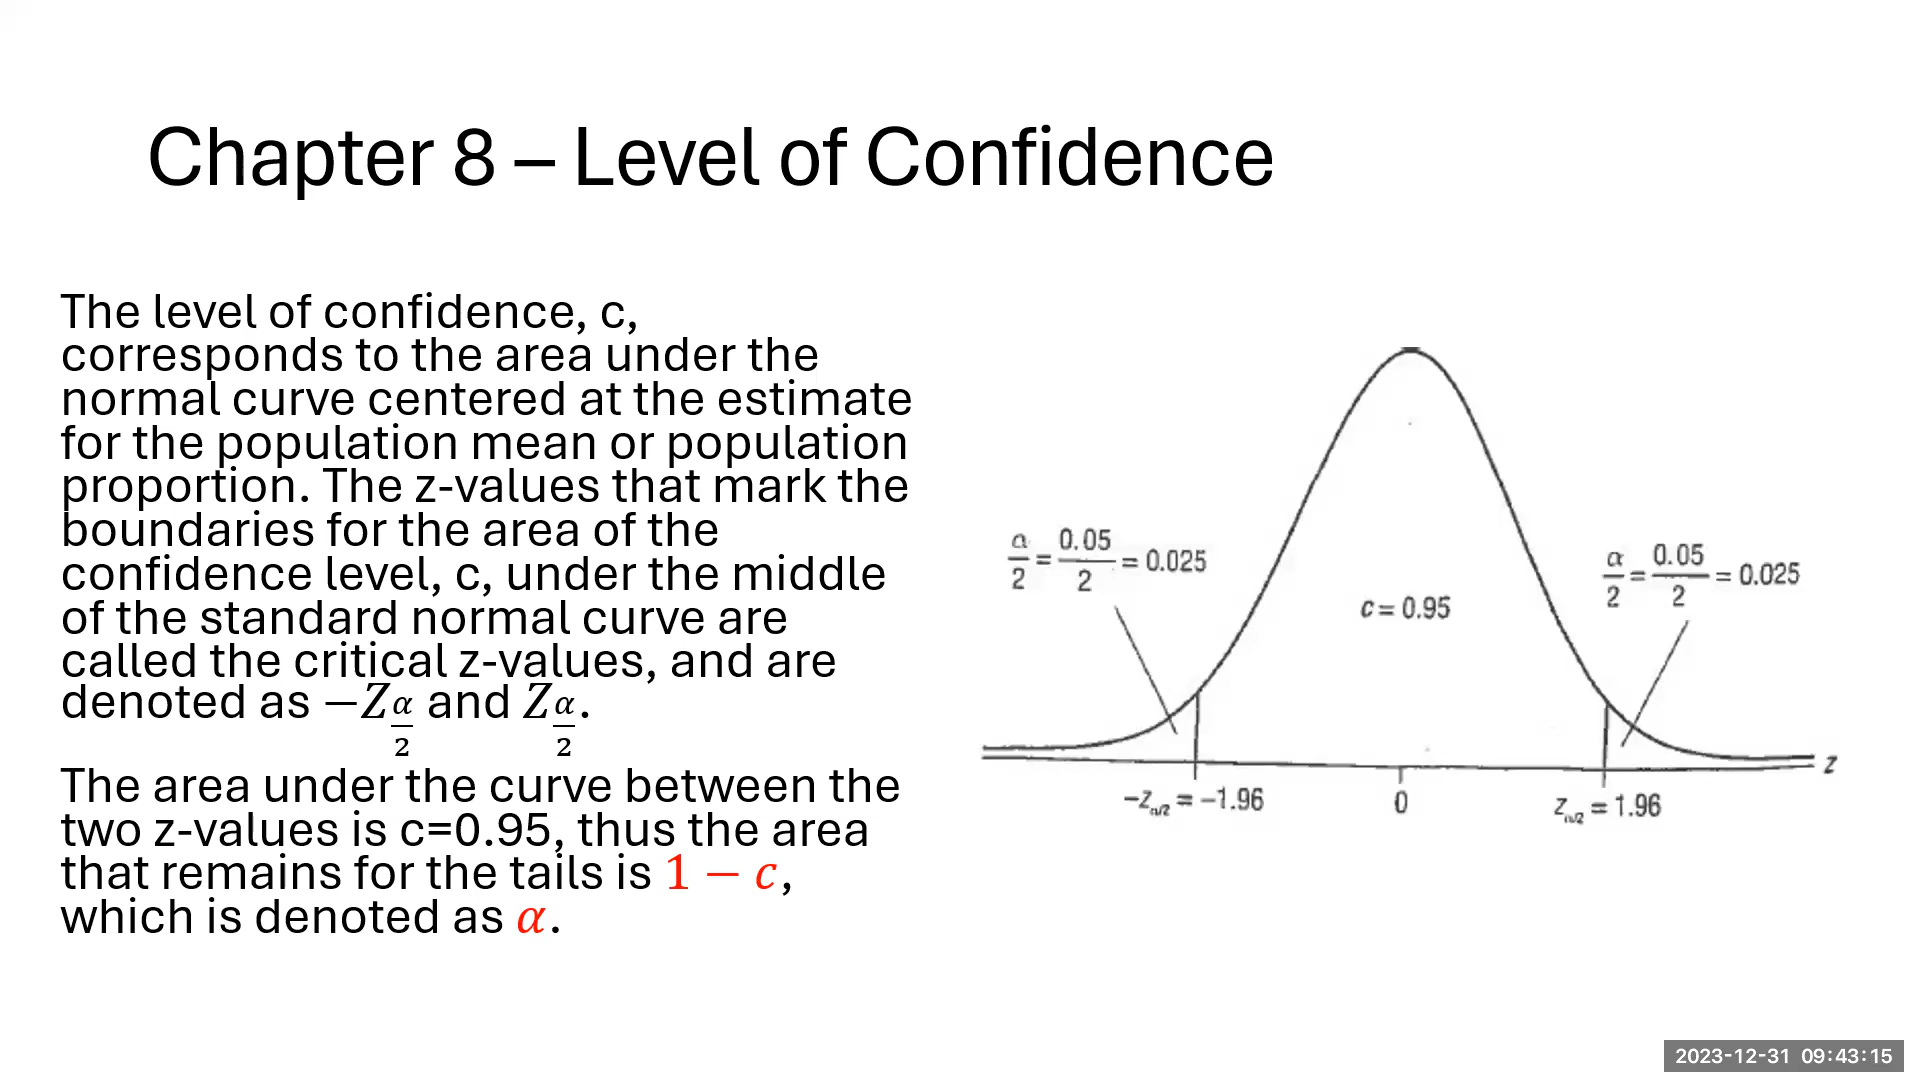 Chapter 8 – Level of Confidence
The level of confidence, c,
corresponds to the area under the
normal curve centered at the estimate
for the population mean or population
proportion. The z-values that mark the
boundaries for the area of the
confidence level, c, under the middle
of the standard normal curve are
called the critical z-values, and are
denoted as −Z α/2 and Z α/2.
The area under the curve between the
two z-values is c=0.95, thus the area
that remains for the tails is 1 − c,
which is denoted as α.
α/2 = 0.05/2 = 0.025
α/2 = 0.05/2 = 0.025
c = 0.95
z
−z α/2 = −1.96
0
z α/2 = 1.96
2023-12-31 09:43:15